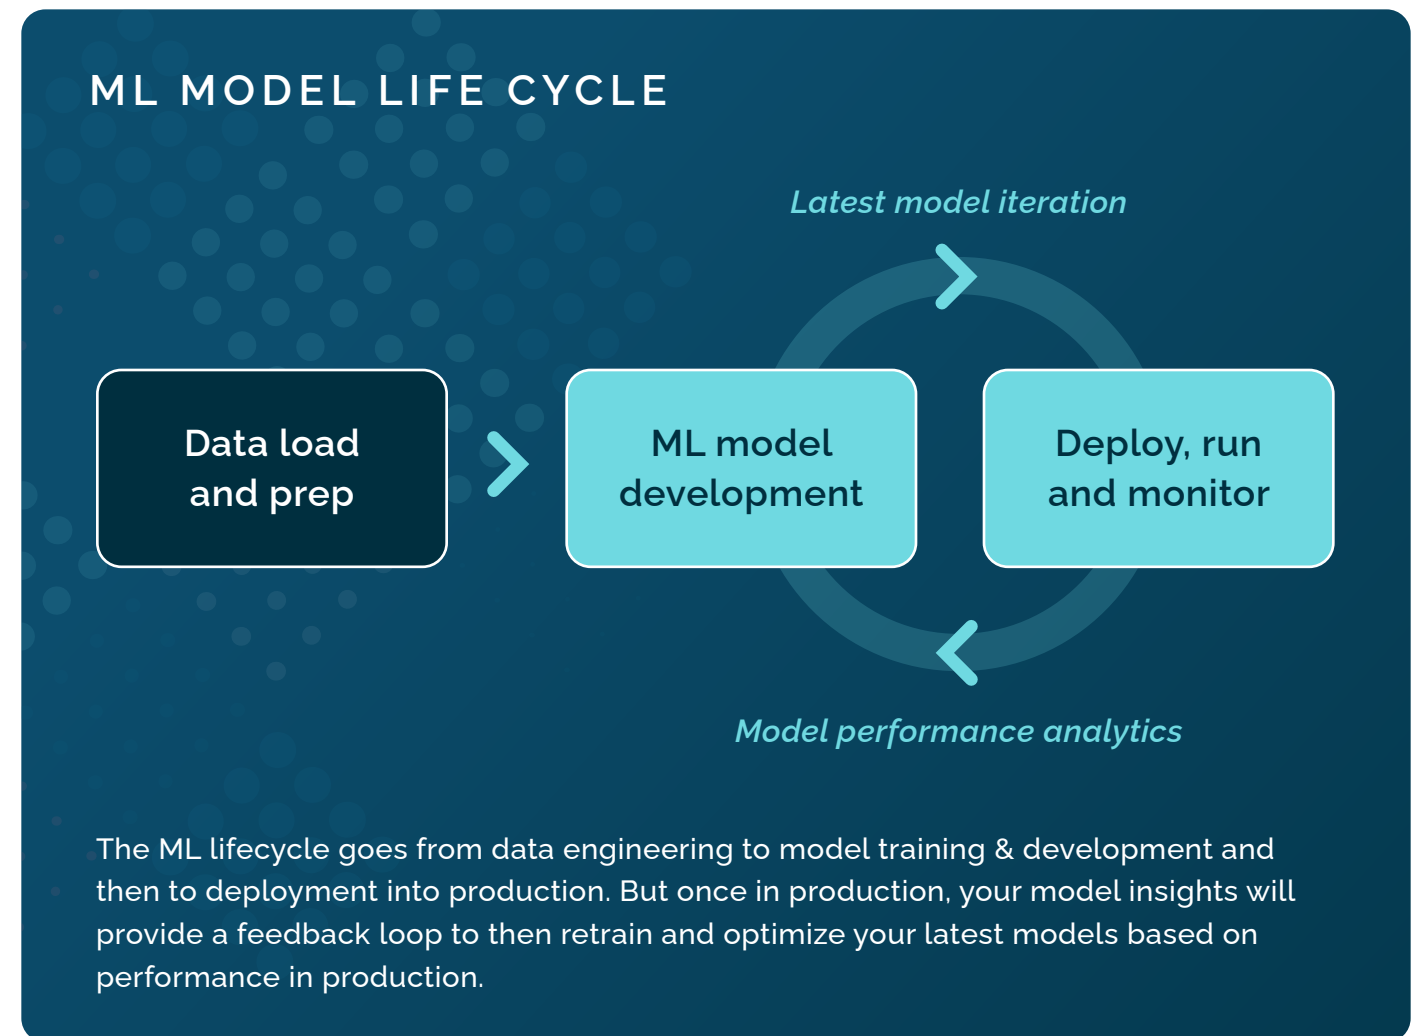 ML MODEL LIFE CYCLE
Latest model iteration
Data load
and prep
ML model
development
Deploy, run
and monitor
Model performance analytics
The ML lifecycle goes from data engineering to model training & development and
then to deployment into production. But once in production, your model insights will
provide a feedback loop to then retrain and optimize your latest models based on
performance in production.